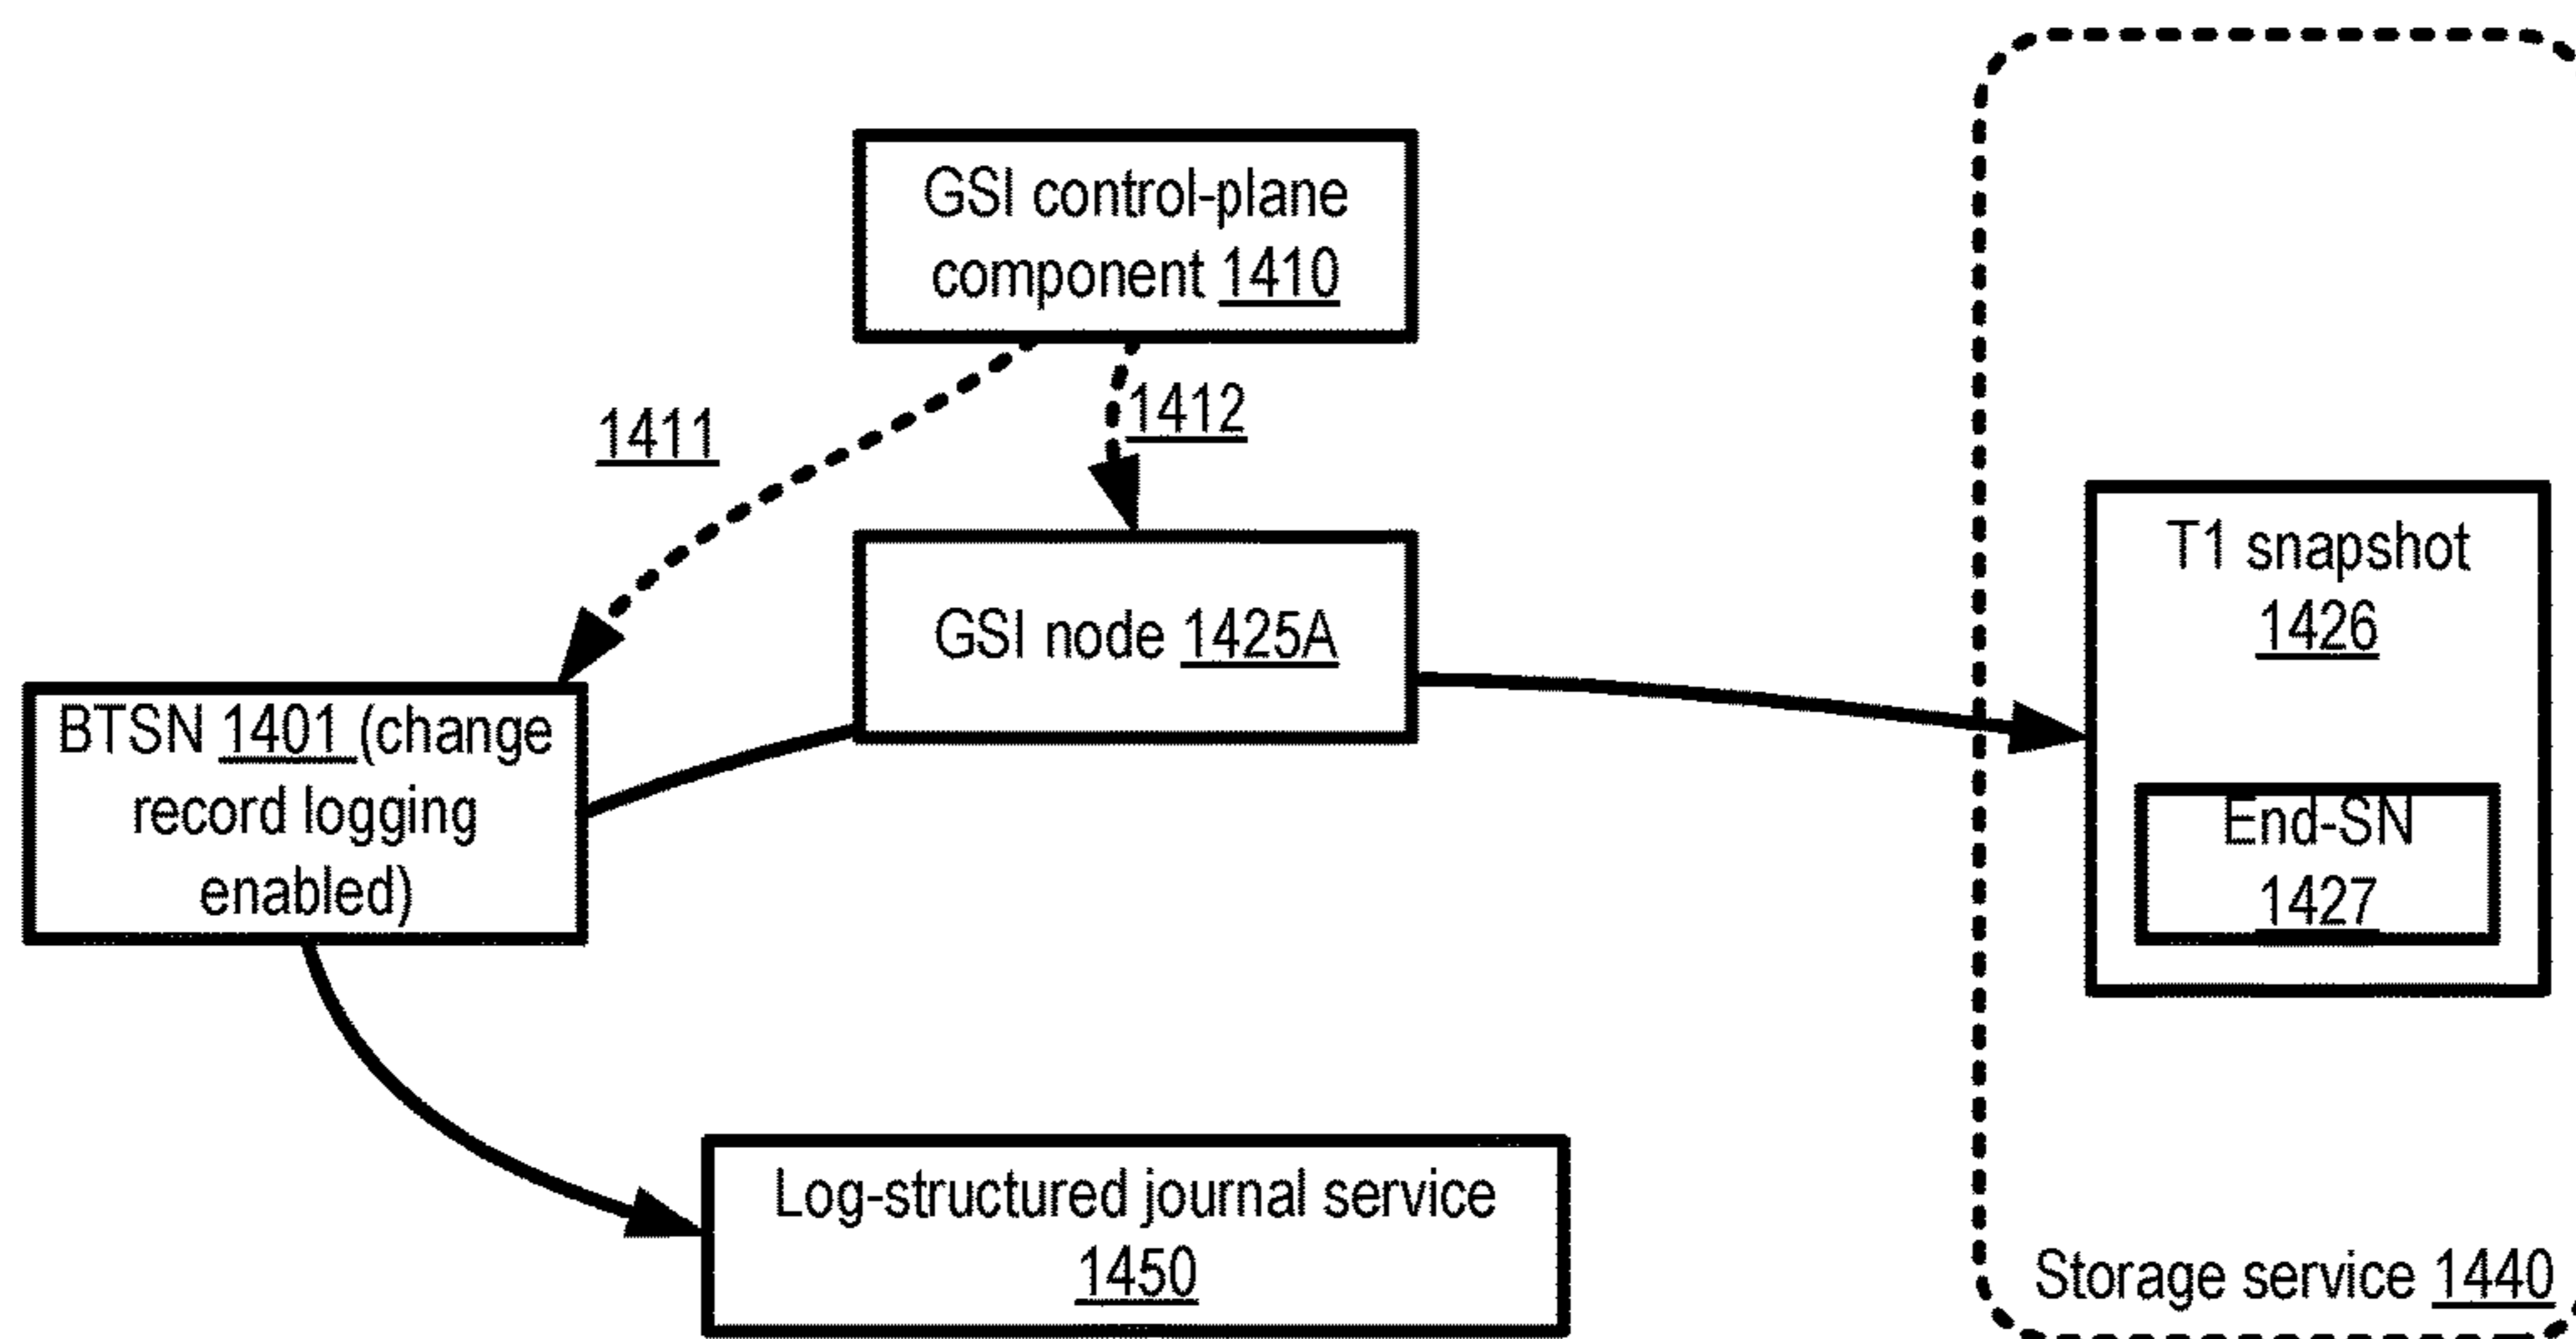 GSI control-plane
component 1410
1411
1412
GSI node 1425A
BTSN 1401 (change
record logging
enabled)
T1 snapshot
1426
End-SN
1427
Log-structured journal service
1450
Storage service 1440